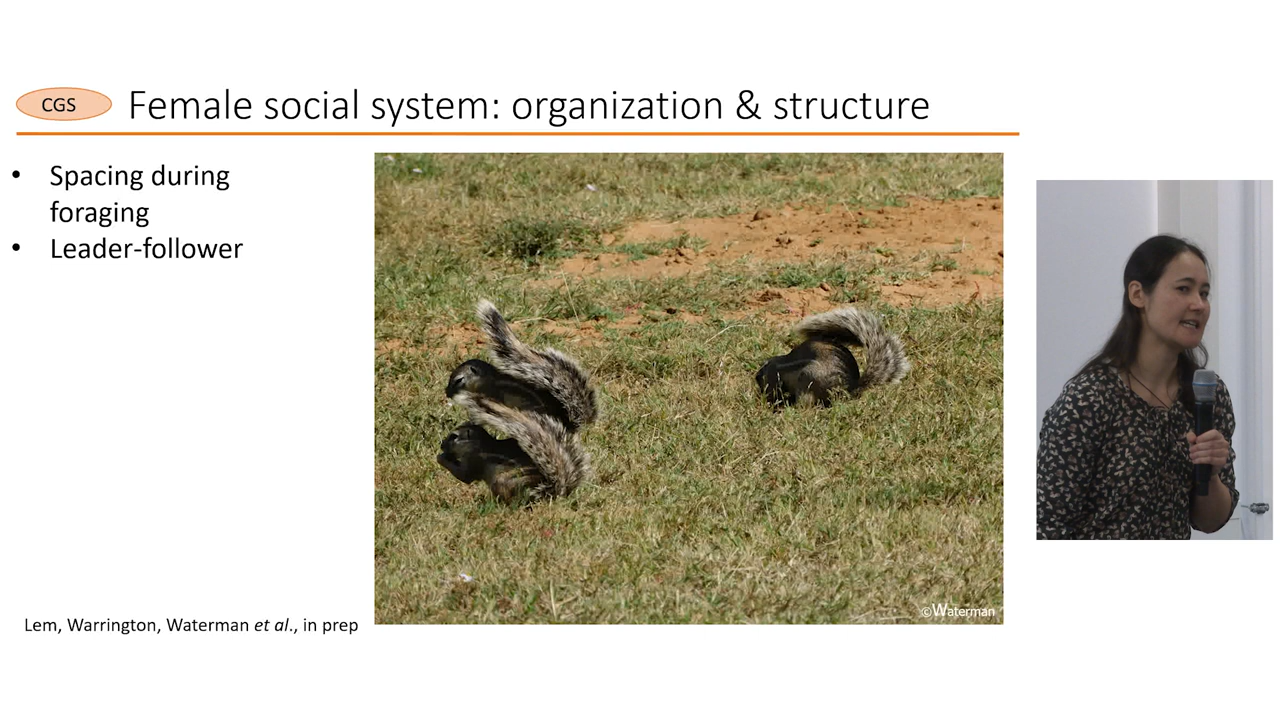 CGS
Female social system: organization & structure
• Spacing during
foraging
• Leader-follower
©Waterman
Lem, Warrington, Waterman et al., in prep